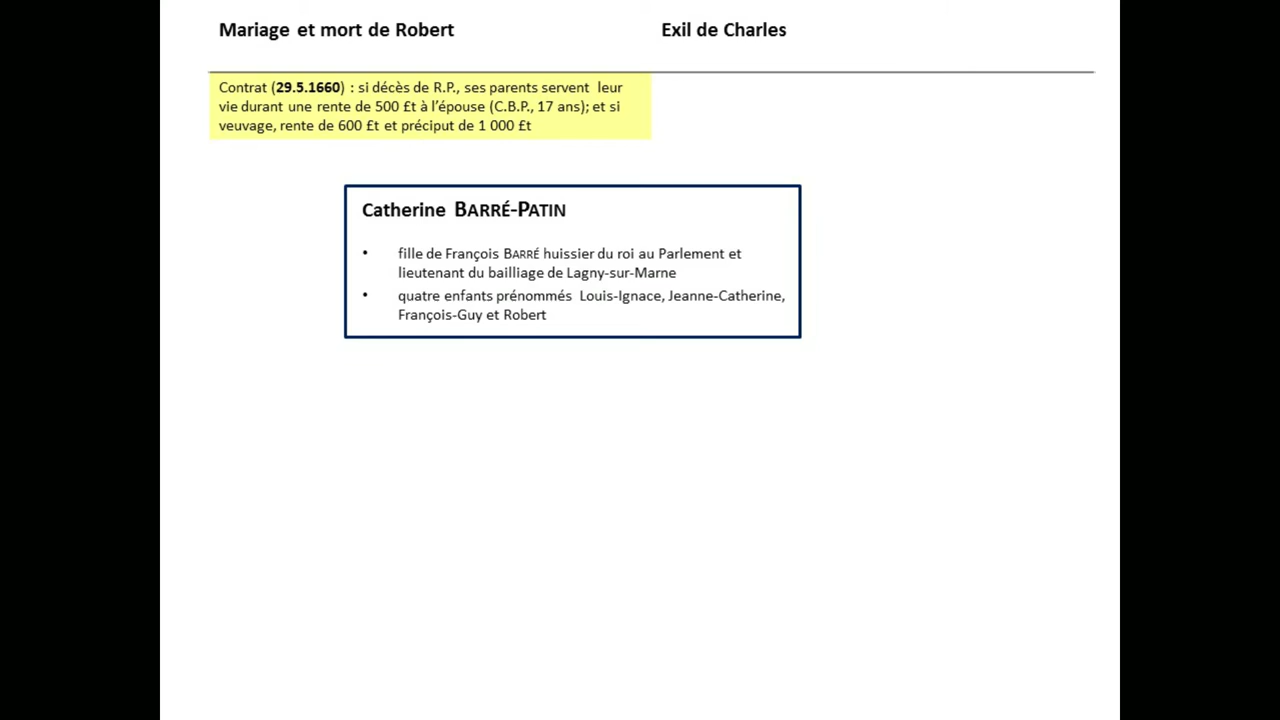 Mariage et mort de Robert
Exil de Charles
Contrat (29.5.1660) : si décès de R.P., ses parents servent leur
vie durant une rente de 500 ₤t à l’épouse (C.B.P., 17 ans); et si
veuvage, rente de 600 ₤t et préciput de 1 000 ₤t
Catherine BARRÉ-PATIN
• fille de François BARRÉ huissier du roi au Parlement et
lieutenant du bailliage de Lagny-sur-Marne
• quatre enfants prénommés Louis-Ignace, Jeanne-Catherine,
François-Guy et Robert